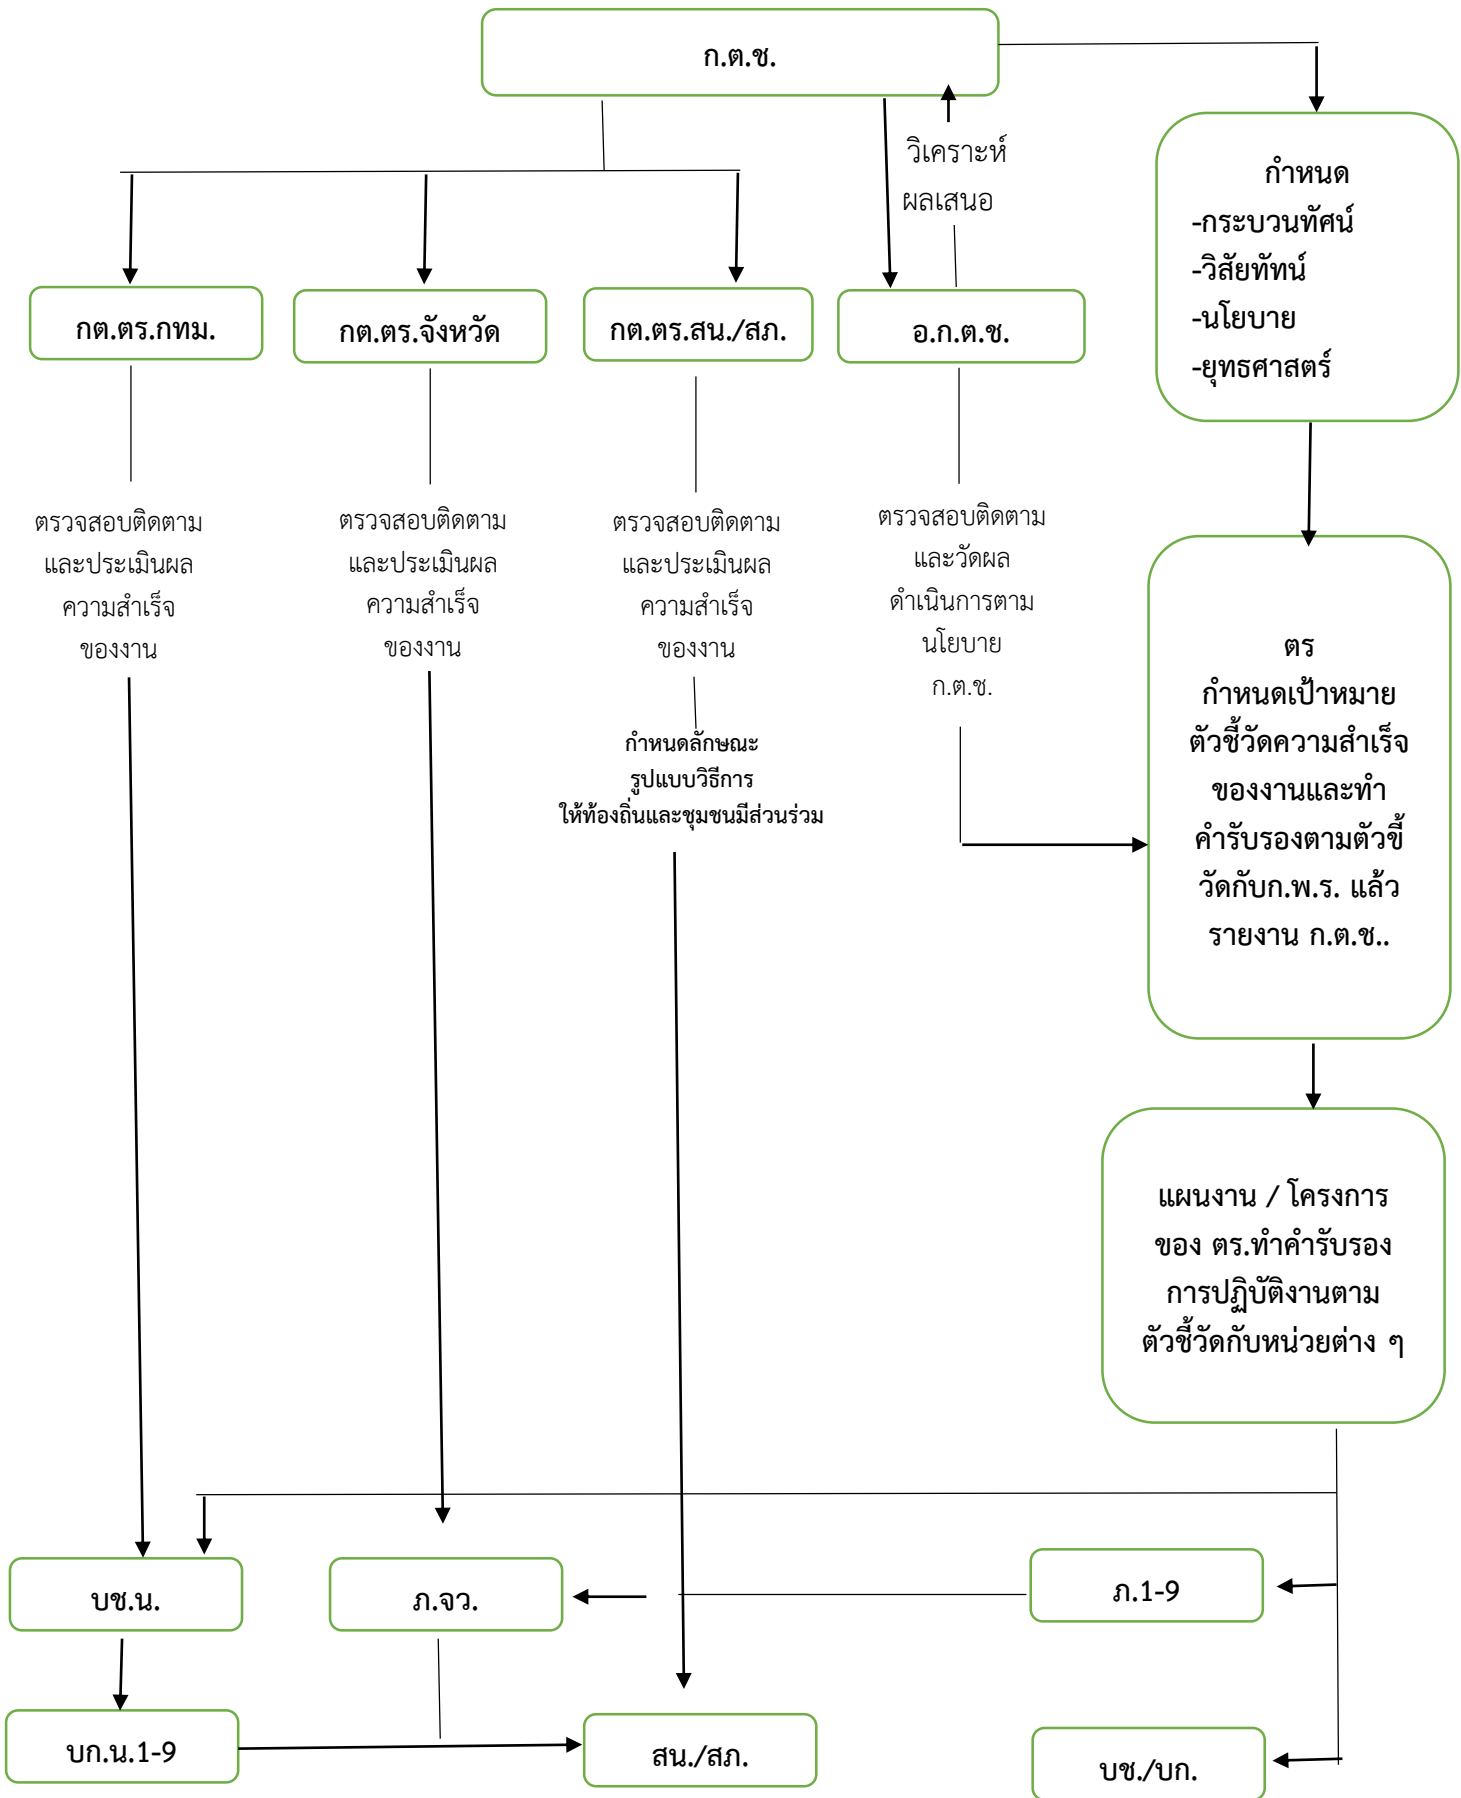 ก.ต.ช.
วิเคราะห์
ผลเสนอ
กำหนด
-กระบวนทัศน์
-วิสัยทัทน์
-นโยบาย
-ยุทธศาสตร์
กต.ตร.กทม.
กต.ตร.จังหวัด
กต.ตร.สน./สภ.
อ.ก.ต.ช.
ตรวจสอบติดตาม
และประเมินผล
ความสำเร็จ
ของงาน
ตรวจสอบติดตาม
และประเมินผล
ความสำเร็จ
ของงาน
ตรวจสอบติดตาม
และประเมินผล
ความสำเร็จ
ของงาน
กำหนดลักษณะ
รูปแบบวิธีการ
ให้ท้องถิ่นและชุมชนมีส่วนร่วม
ตรวจสอบติดตาม
และวัดผล
ดำเนินการตาม
นโยบาย
ก.ต.ช.
ตร
กำหนดเป้าหมาย
ตัวชี้วัดความสำเร็จ
ของงานและทำ
คำรับรองตามตัวขี้
วัดกับก.พ.ร. แล้ว
รายงาน ก.ต.ช..
แผนงาน / โครงการ
ของ ตร.ทำคำรับรอง
การปฏิบัติงานตาม
ตัวชี้วัดกับหน่วยต่าง ๆ
บช.น.
ภ.จว.
ภ.1-9
บก.น.1-9
สน./สภ.
บช./บก.